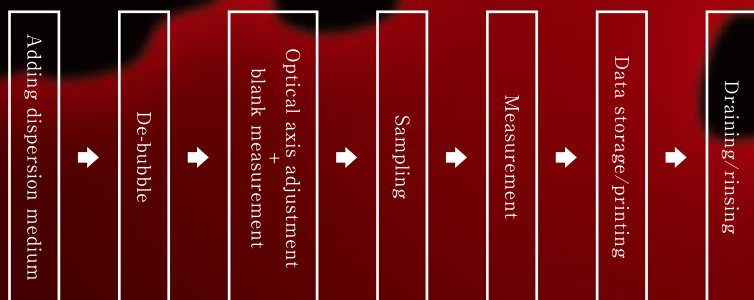 Adding dispersion medium
De-bubble
Optical axis adjustment
+
blank measurement
Sampling
Measurement
Data storage/printing
Draining/rinsing